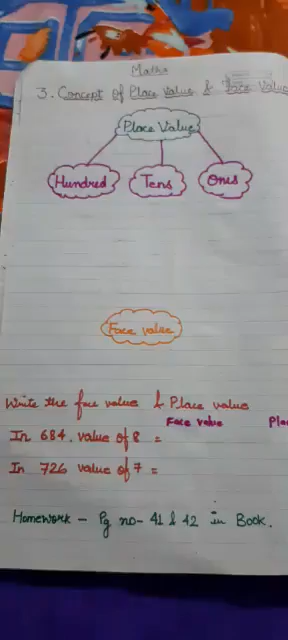 Maths
3. Concept of Place Value & Face Value
Place Value
Hundred Tens Ones
Face value
Write the face value & Place value
Face value
In 684, value of 8 =
In 726 value of 7 =
Homework - Pg no- 41 & 42 in Book.